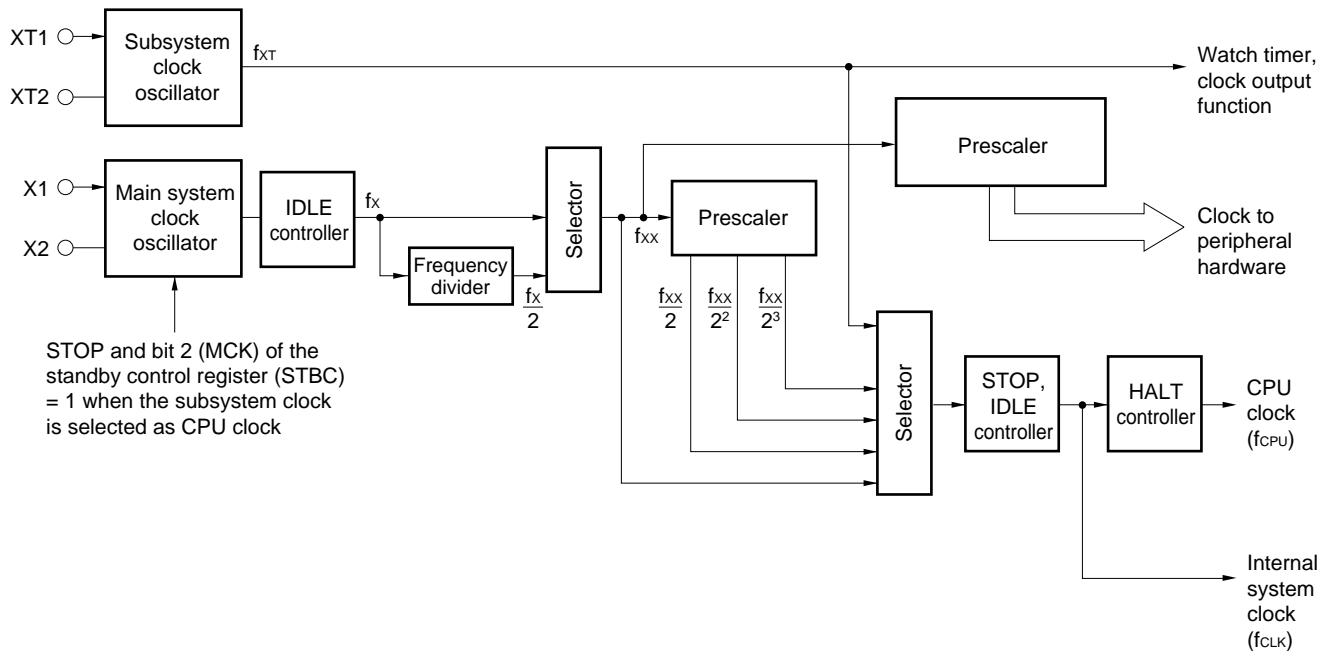 XT1
XT2
Subsystem
clock
oscillator
fXT
Watch timer,
clock output
function
X1
X2
Main system
clock
oscillator
IDLE
controller
fX
Frequency
divider
fX
2
Selector
fXX
Prescaler
Prescaler
Clock to
peripheral
hardware
fXX
2
fXX
2²
fXX
2³
STOP and bit 2 (MCK) of the
standby control register (STBC)
= 1 when the subsystem clock
is selected as CPU clock
Selector
STOP,
IDLE
controller
HALT
controller
CPU
clock
(fCPU)
Internal
system
clock
(fCLK)